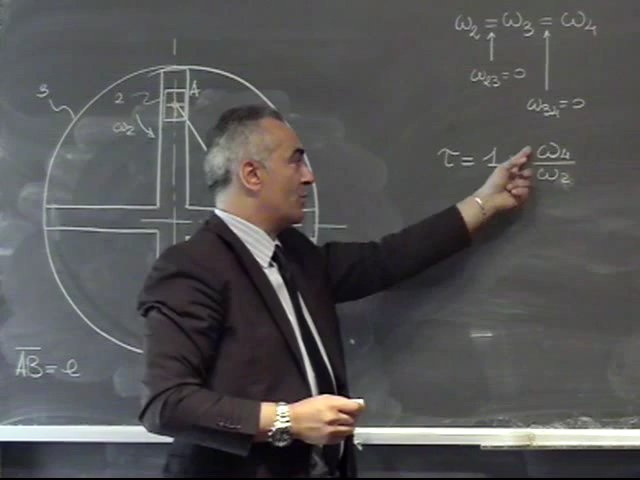 ω₂ = ω₃ = ω₄
ω₂₃=0
ω₃₄=0
3
2
A
ω₂
τ = 1
ω₄
ω₂
AB = e